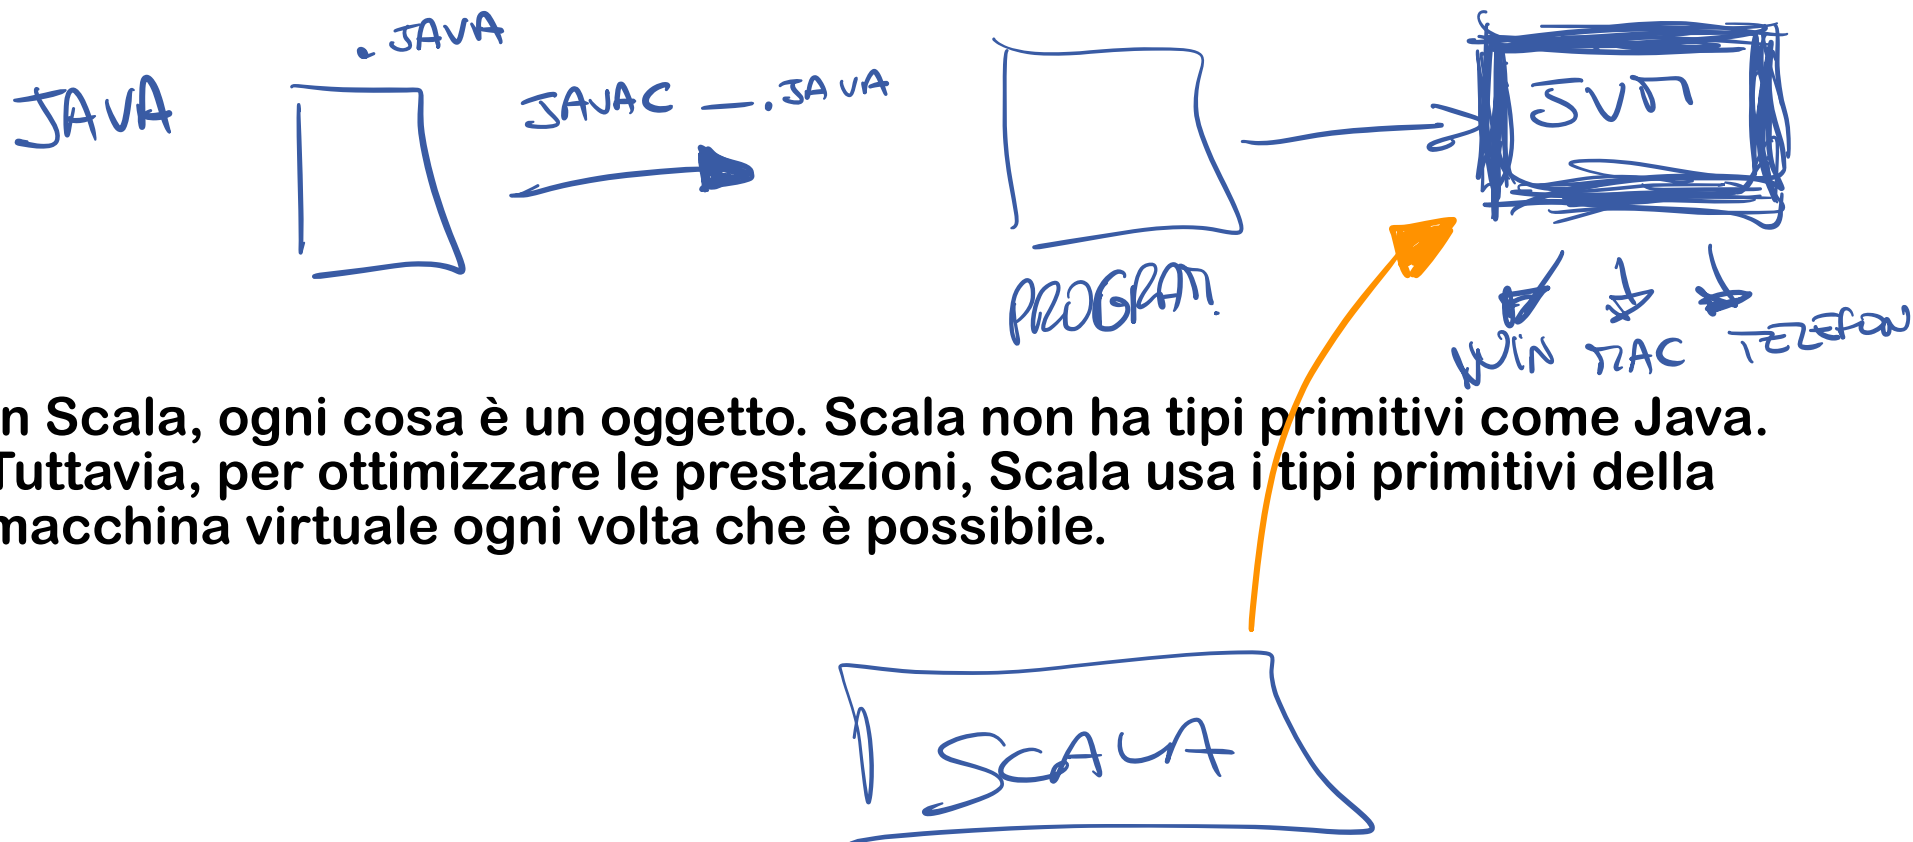 .JAVA
JAVA
JAVAC — .JAVA
JVM
PROGRAM.
WIN MAC TELEFON
n Scala, ogni cosa è un oggetto. Scala non ha tipi primitivi come Java.
Tuttavia, per ottimizzare le prestazioni, Scala usa i tipi primitivi della
macchina virtuale ogni volta che è possibile.
SCALA